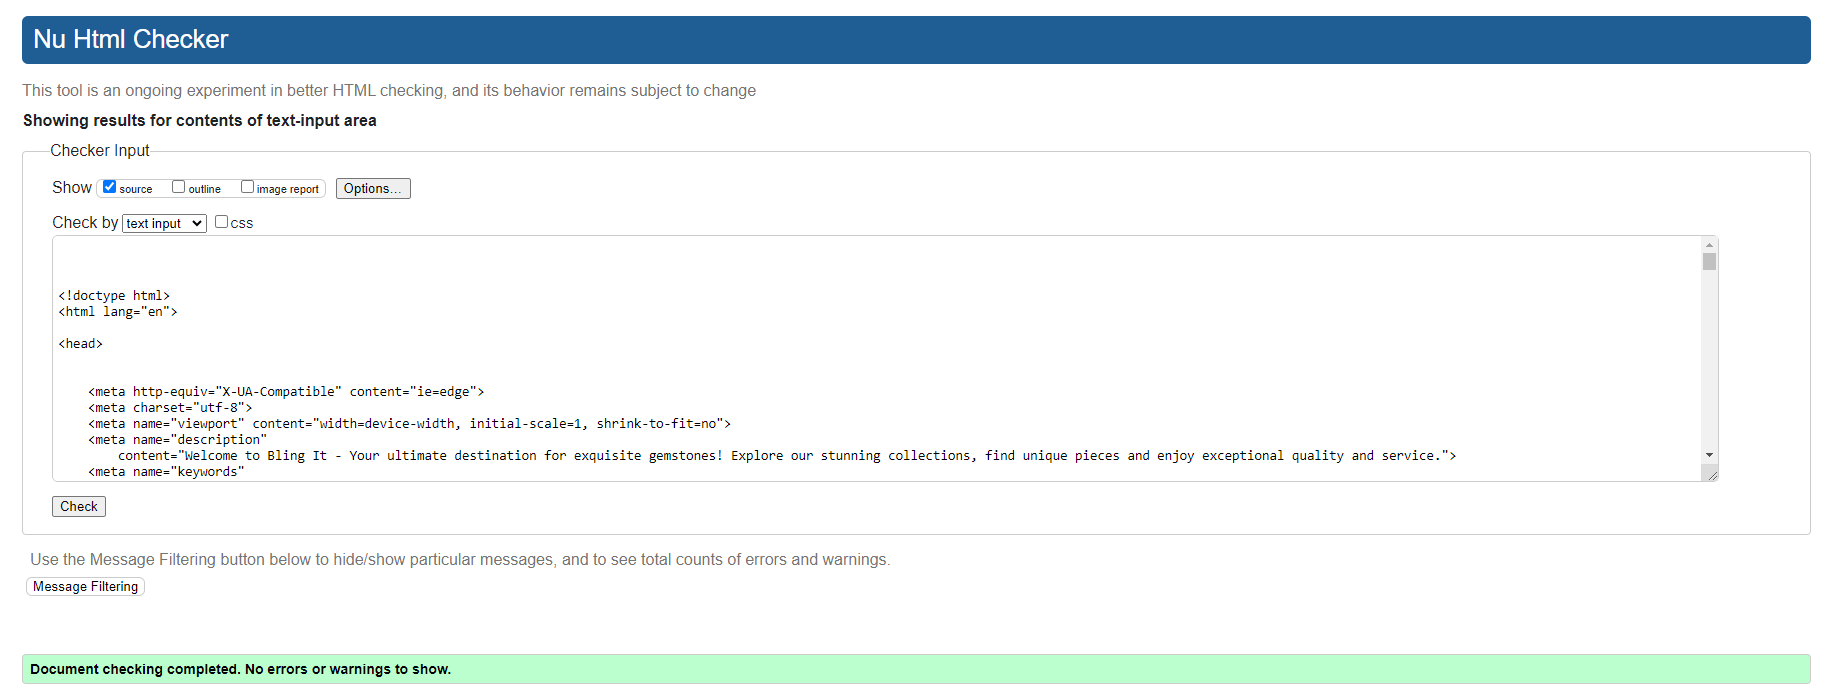 Nu Html Checker
This tool is an ongoing experiment in better HTML checking, and its behavior remains subject to change
Showing results for contents of text-input area
Checker Input
Show source outline image report Options...
Check by text input css
<!doctype html>
<html lang="en">
<head>
<meta http-equiv="X-UA-Compatible" content="ie=edge">
<meta charset="utf-8">
<meta name="viewport" content="width=device-width, initial-scale=1, shrink-to-fit=no">
<meta name="description"
content="Welcome to Bling It - Your ultimate destination for exquisite gemstones! Explore our stunning collections, find unique pieces and enjoy exceptional quality and service.">
<meta name="keywords"
Check
Use the Message Filtering button below to hide/show particular messages, and to see total counts of errors and warnings.
Message Filtering
Document checking completed. No errors or warnings to show.